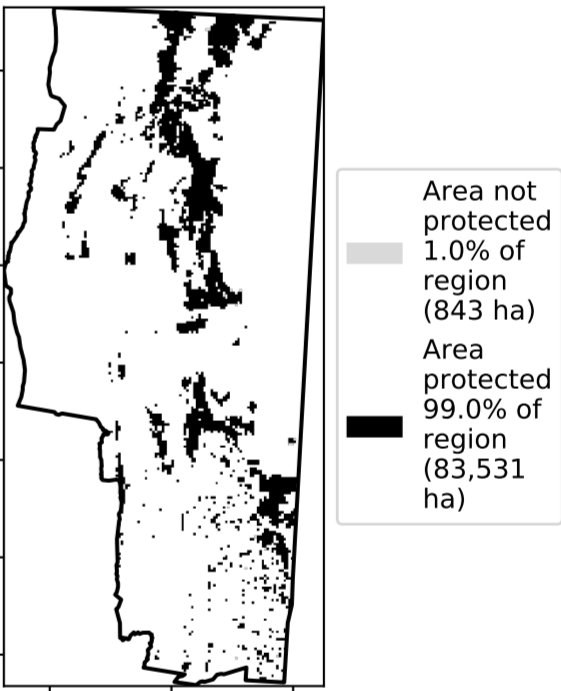 Area not
protected
1.0% of
region
(843 ha)
Area
protected
99.0% of
region
(83,531
ha)